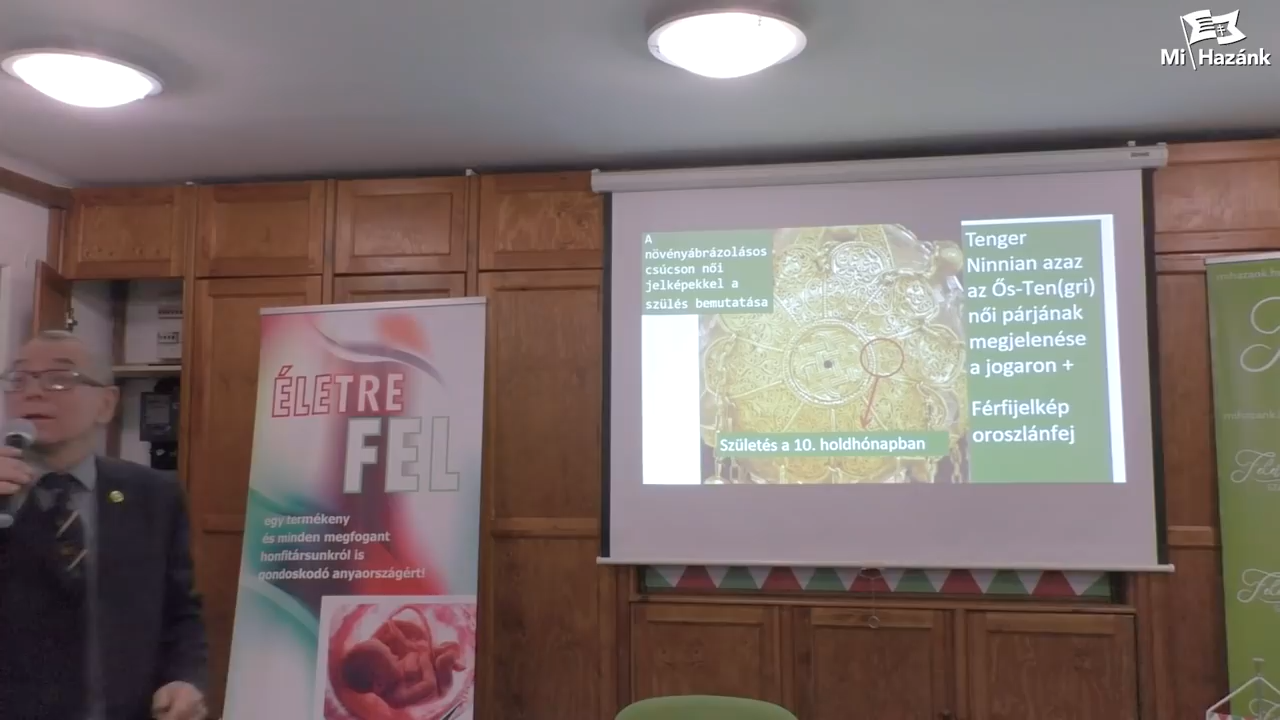 Mi Hazánk
A
növényábrázolásos
csúcson női
jelképekkel a
szülés bemutatása
Tenger
Ninnian azaz
az Ős-Ten(gri)
női párjának
megjelenése
a jogaron +
Férfijelkép
oroszlánfej
Születés a 10. holdhónapban
ÉLETRE
FEL
egy termékeny
és minden megfogant
honfitársunkról is
gondoskodó anyaországért!